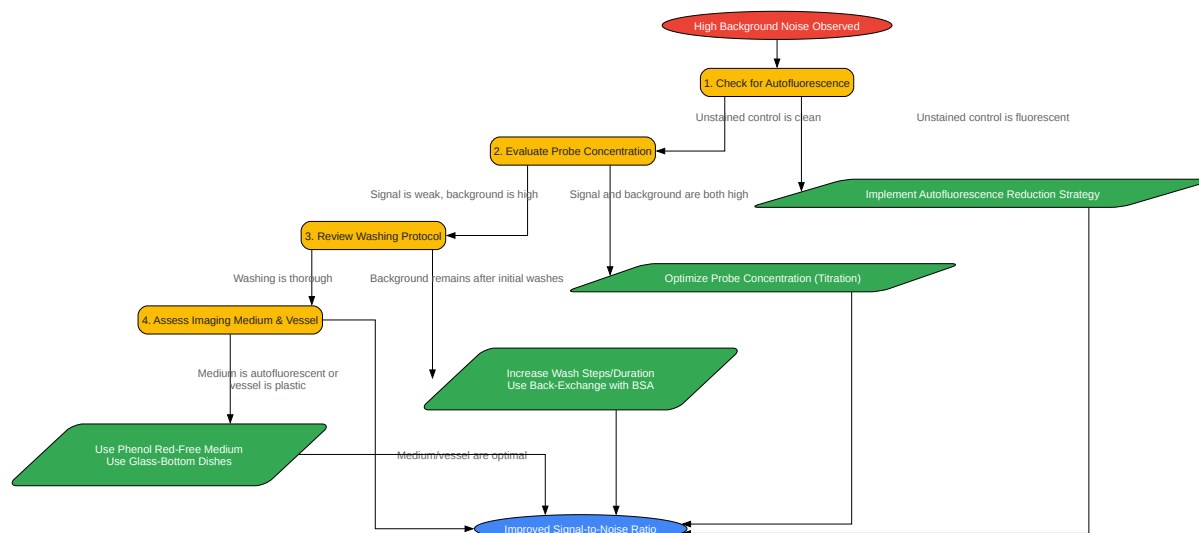 High Background Noise Observed
1. Check for Autofluorescence
Unstained control is clean
Unstained control is fluorescent
2. Evaluate Probe Concentration
Signal is weak, background is high
Signal and background are both high
Implement Autofluorescence Reduction Strategy
3. Review Washing Protocol
Washing is thorough
Background remains after initial washes
Optimize Probe Concentration (Titration)
4. Assess Imaging Medium & Vessel
Medium is autofluorescent or
vessel is plastic
Increase Wash Steps/Duration
Use Back-Exchange with BSA
Use Phenol Red-Free Medium
Use Glass-Bottom Dishes
Medium/vessel are optimal
Improved Signal-to-Noise Ratio